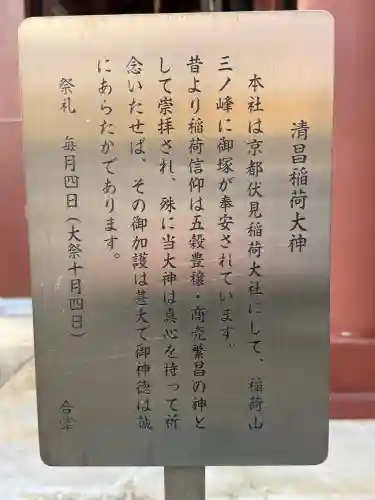 清昌稲荷大神
本社は京都伏見稲荷大社にして、稲荷山
三ノ峰に御塚が奉安されています。
昔より稲荷信仰は五穀豊穣・商売繁昌の神と
して崇拝され、殊に当大神は真心を持って祈
念いたせば、その御加護は甚大で御神徳は誠
にあらたかであります。
祭礼 毎月四日(大祭十月四日)
合掌